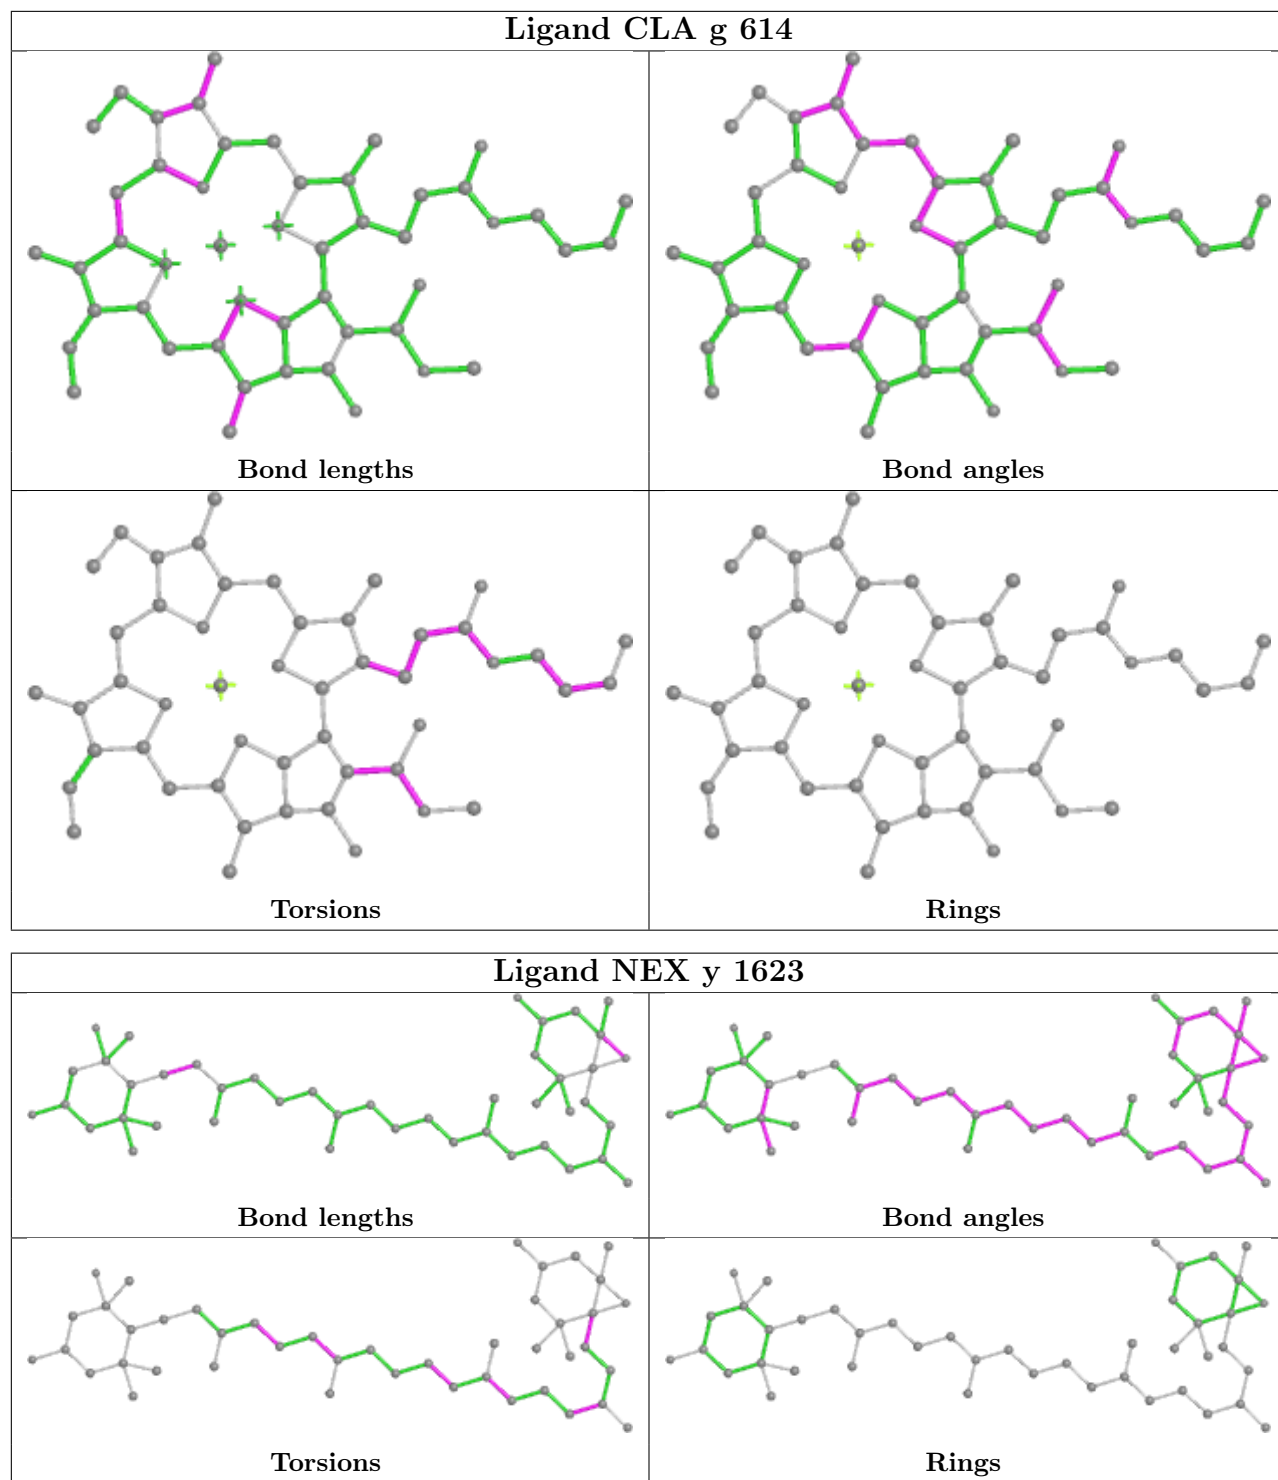 Ligand CLA g 614
Bond lengths
Bond angles
Torsions
Rings
Ligand NEX y 1623
Bond lengths
Bond angles
Torsions
Rings